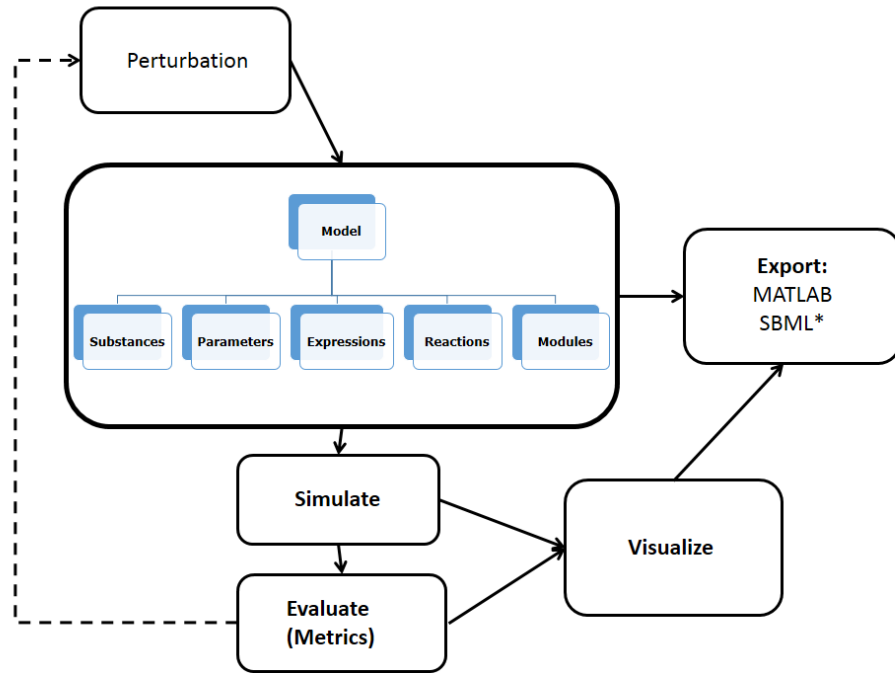 Perturbation
Model
Substances
Parameters
Expressions
Reactions
Modules
Export:
MATLAB
SBML*
Simulate
Evaluate
(Metrics)
Visualize